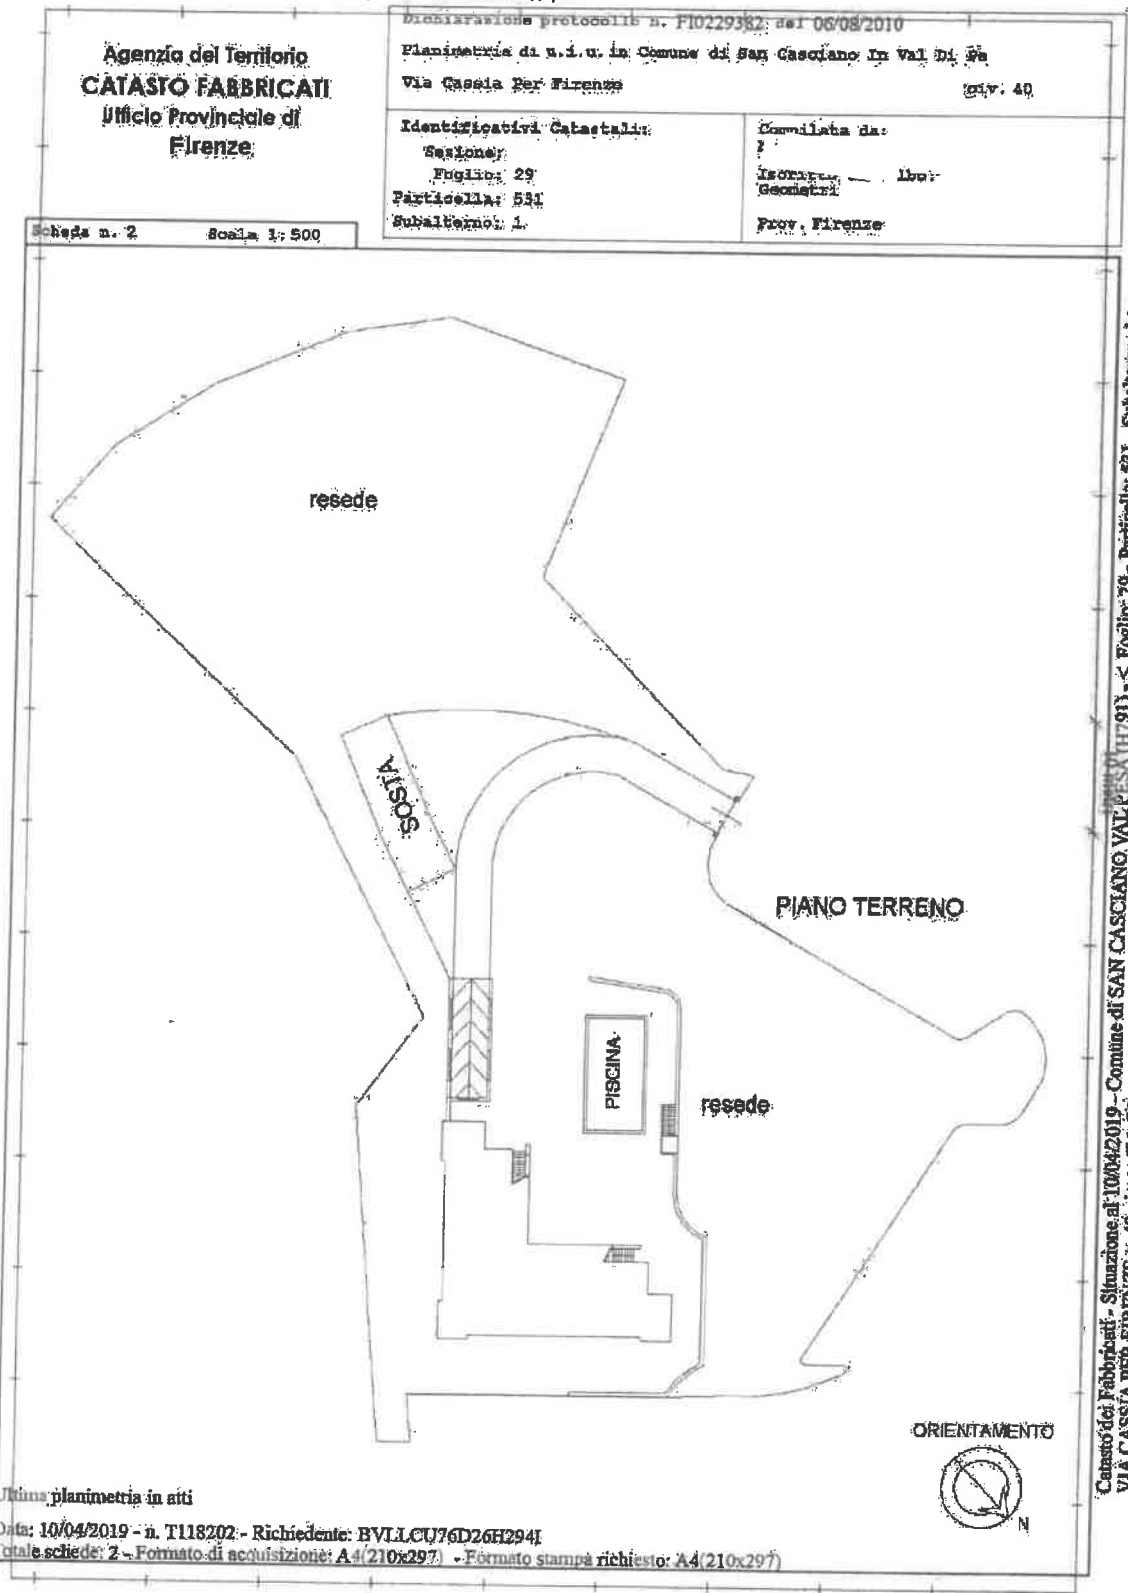 Agenzia del Territorio
CATASTO FABBRICATI
Ufficio Provinciale di
Firenze
Dichiarazione protocollo n. FI0229382 del 06/08/2010
Planimetria di u.i.u. in Comune di San Casciano In Val Di Pe
Via Cassia Per Firenze civ. 40
Identificativi Catastali:
Sezione:
Foglio: 29
Particella: 531
Subalterno: 1
Compilata da:
Geometri
Prov. Firenze
Scheda n. 2 Scala 1: 500
resede
SOSTA
PIANO TERRENO
PISCINA
resede
ORIENTAMENTO
N
Ultima planimetria in atti
Data: 10/04/2019 - n. T118202 - Richiedente: BVLLCU76D26H294I
Totale schede: 2 - Formato di acquisizione: A4(210x297) - Formato stampa richiesto: A4(210x297)
Catasto dei Fabbricati - Situazione al 10/04/2019 - Comune di SAN CASCIANO VAL PESA (H791) - < Foglio: 29 - Particella: 531 - Subalterno
VIA CASSIA PER FIRENZE n. 40